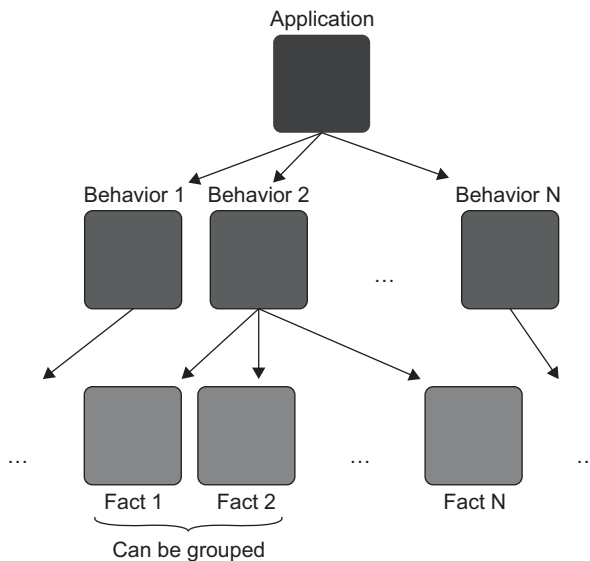 Application
Behavior 1 Behavior 2 Behavior N
...
... ... ..
Fact 1 Fact 2 Fact N
Can be grouped